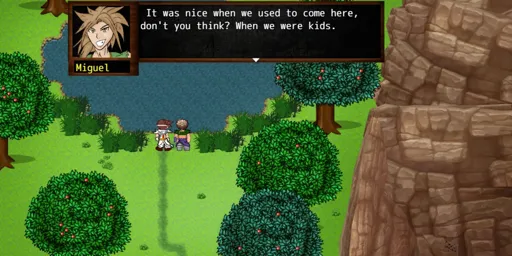 It was nice when we used to come here,
don't you think? When we were kids.
Miguel